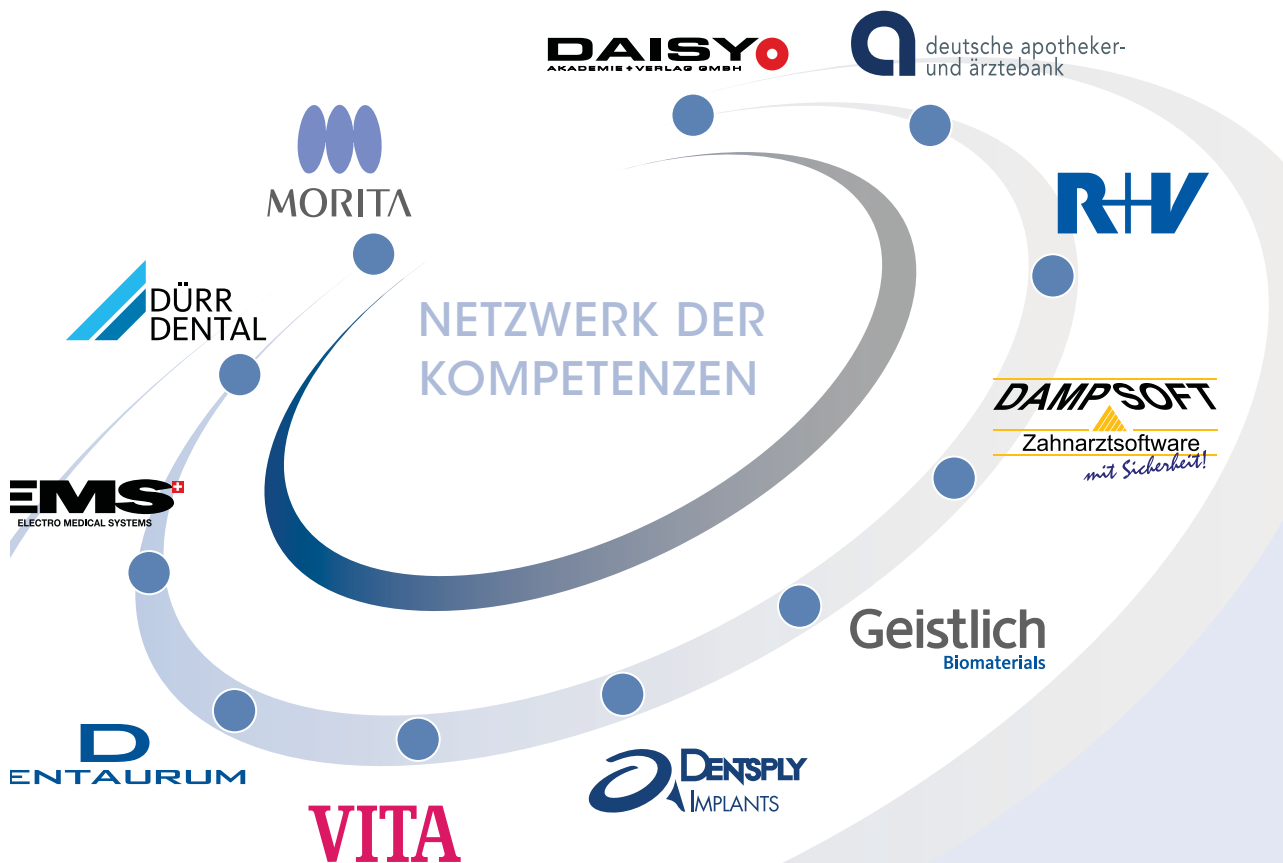 DAISY
AKADEMIE+VERLAG GMBH
deutsche apotheker-
und ärztebank
MORITA
R+V
DÜRR
DENTAL
NETZWERK DER
KOMPETENZEN
DAMPSOFT
Zahnarztsoftware
mit Sicherheit!
EMS
ELECTRO MEDICAL SYSTEMS
Geistlich
Biomaterials
DENTAURUM
DENTSPLY
IMPLANTS
VITA